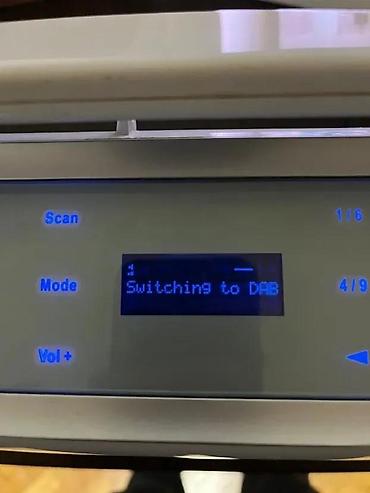 Scan
1/6
Mode
Switching to DAB
4/9
Vol +